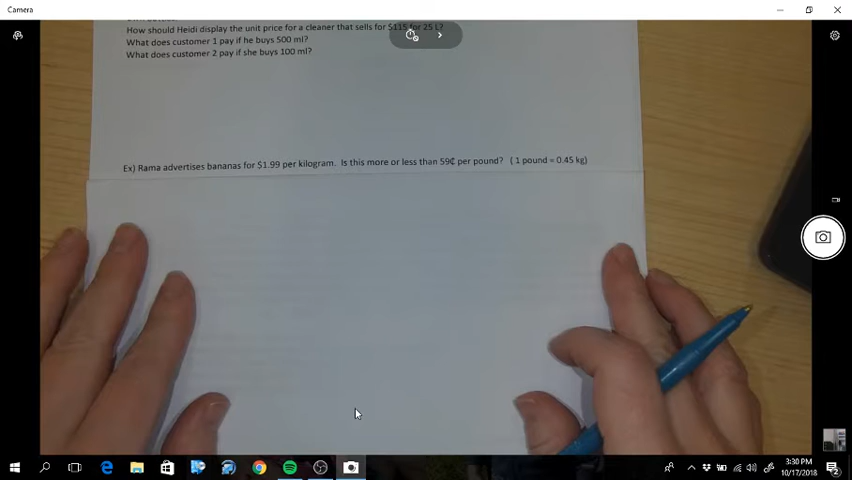 Camera
How should Heidi display the unit price for a cleaner that sells for $115 for 25 L?
What does customer 1 pay if he buys 500 ml?
What does customer 2 pay if she buys 100 ml?
Ex) Rama advertises bananas for $1.99 per kilogram.  Is this more or less than 59₵ per pound?   ( 1 pound = 0.45 kg)
3:30 PM
10/17/2018